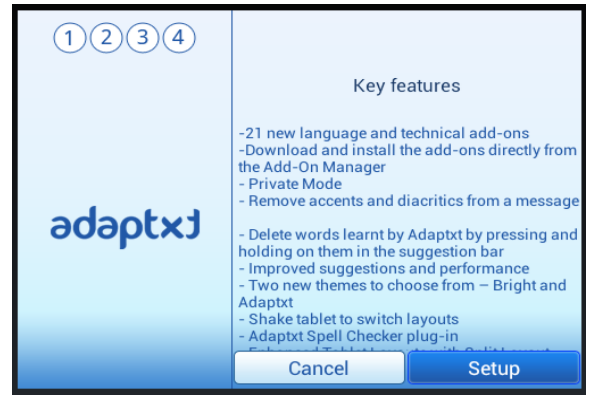 1 2 3 4
adaptxt
Key features
-21 new language and technical add-ons
-Download and install the add-ons directly from
the Add-On Manager
- Private Mode
- Remove accents and diacritics from a message
- Delete words learnt by Adaptxt by pressing and
holding on them in the suggestion bar
- Improved suggestions and performance
- Two new themes to choose from – Bright and
Adaptxt
- Shake tablet to switch layouts
- Adaptxt Spell Checker plug-in
Cancel
Setup